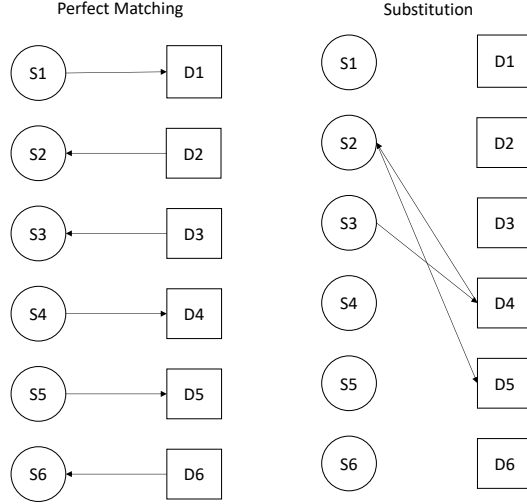 Perfect Matching
S1 D1
S2 D2
S3 D3
S4 D4
S5 D5
S6 D6
Substitution
S1 D1
S2 D2
S3 D3
S4 D4
S5 D5
S6 D6